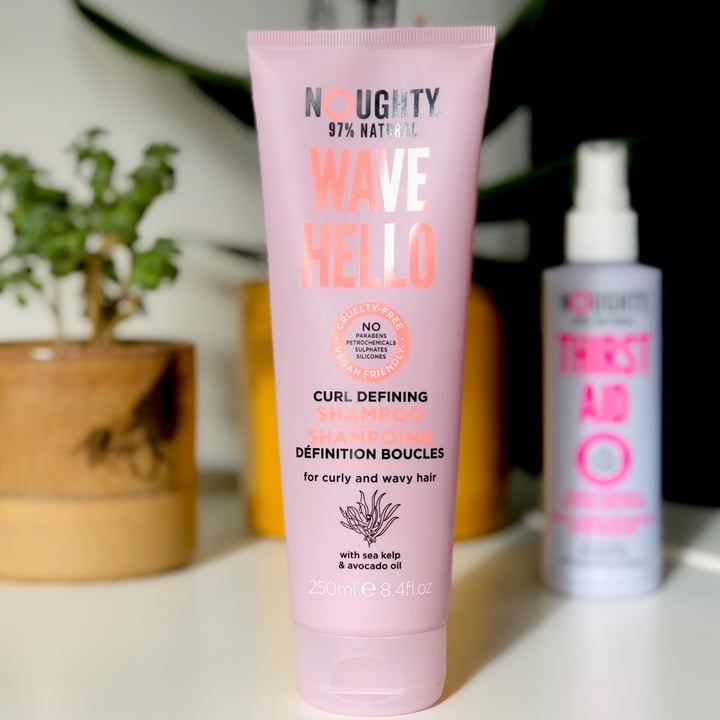 NOUGHTY
97% NATURAL
WAVE
HELLO
CRUELTY-FREE
NO
PARABENS
PETROCHEMICALS
SULPHATES
SILICONES
VEGAN FRIENDLY
CURL DEFINING
SHAMPOO
SHAMPOING
DÉFINITION BOUCLES
for curly and wavy hair
with sea kelp
& avocado oil
250ml e 8.4fl.oz
NOUGHTY
THIRST
AID